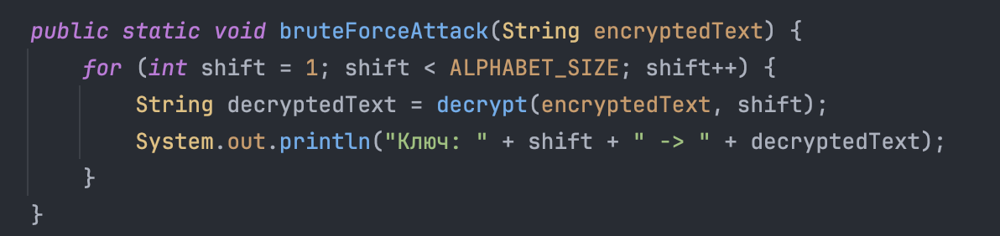 public static void bruteForceAttack(String encryptedText) {
    for (int shift = 1; shift < ALPHABET_SIZE; shift++) {
        String decryptedText = decrypt(encryptedText, shift);
        System.out.println("Ключ: " + shift + " -> " + decryptedText);
    }
}